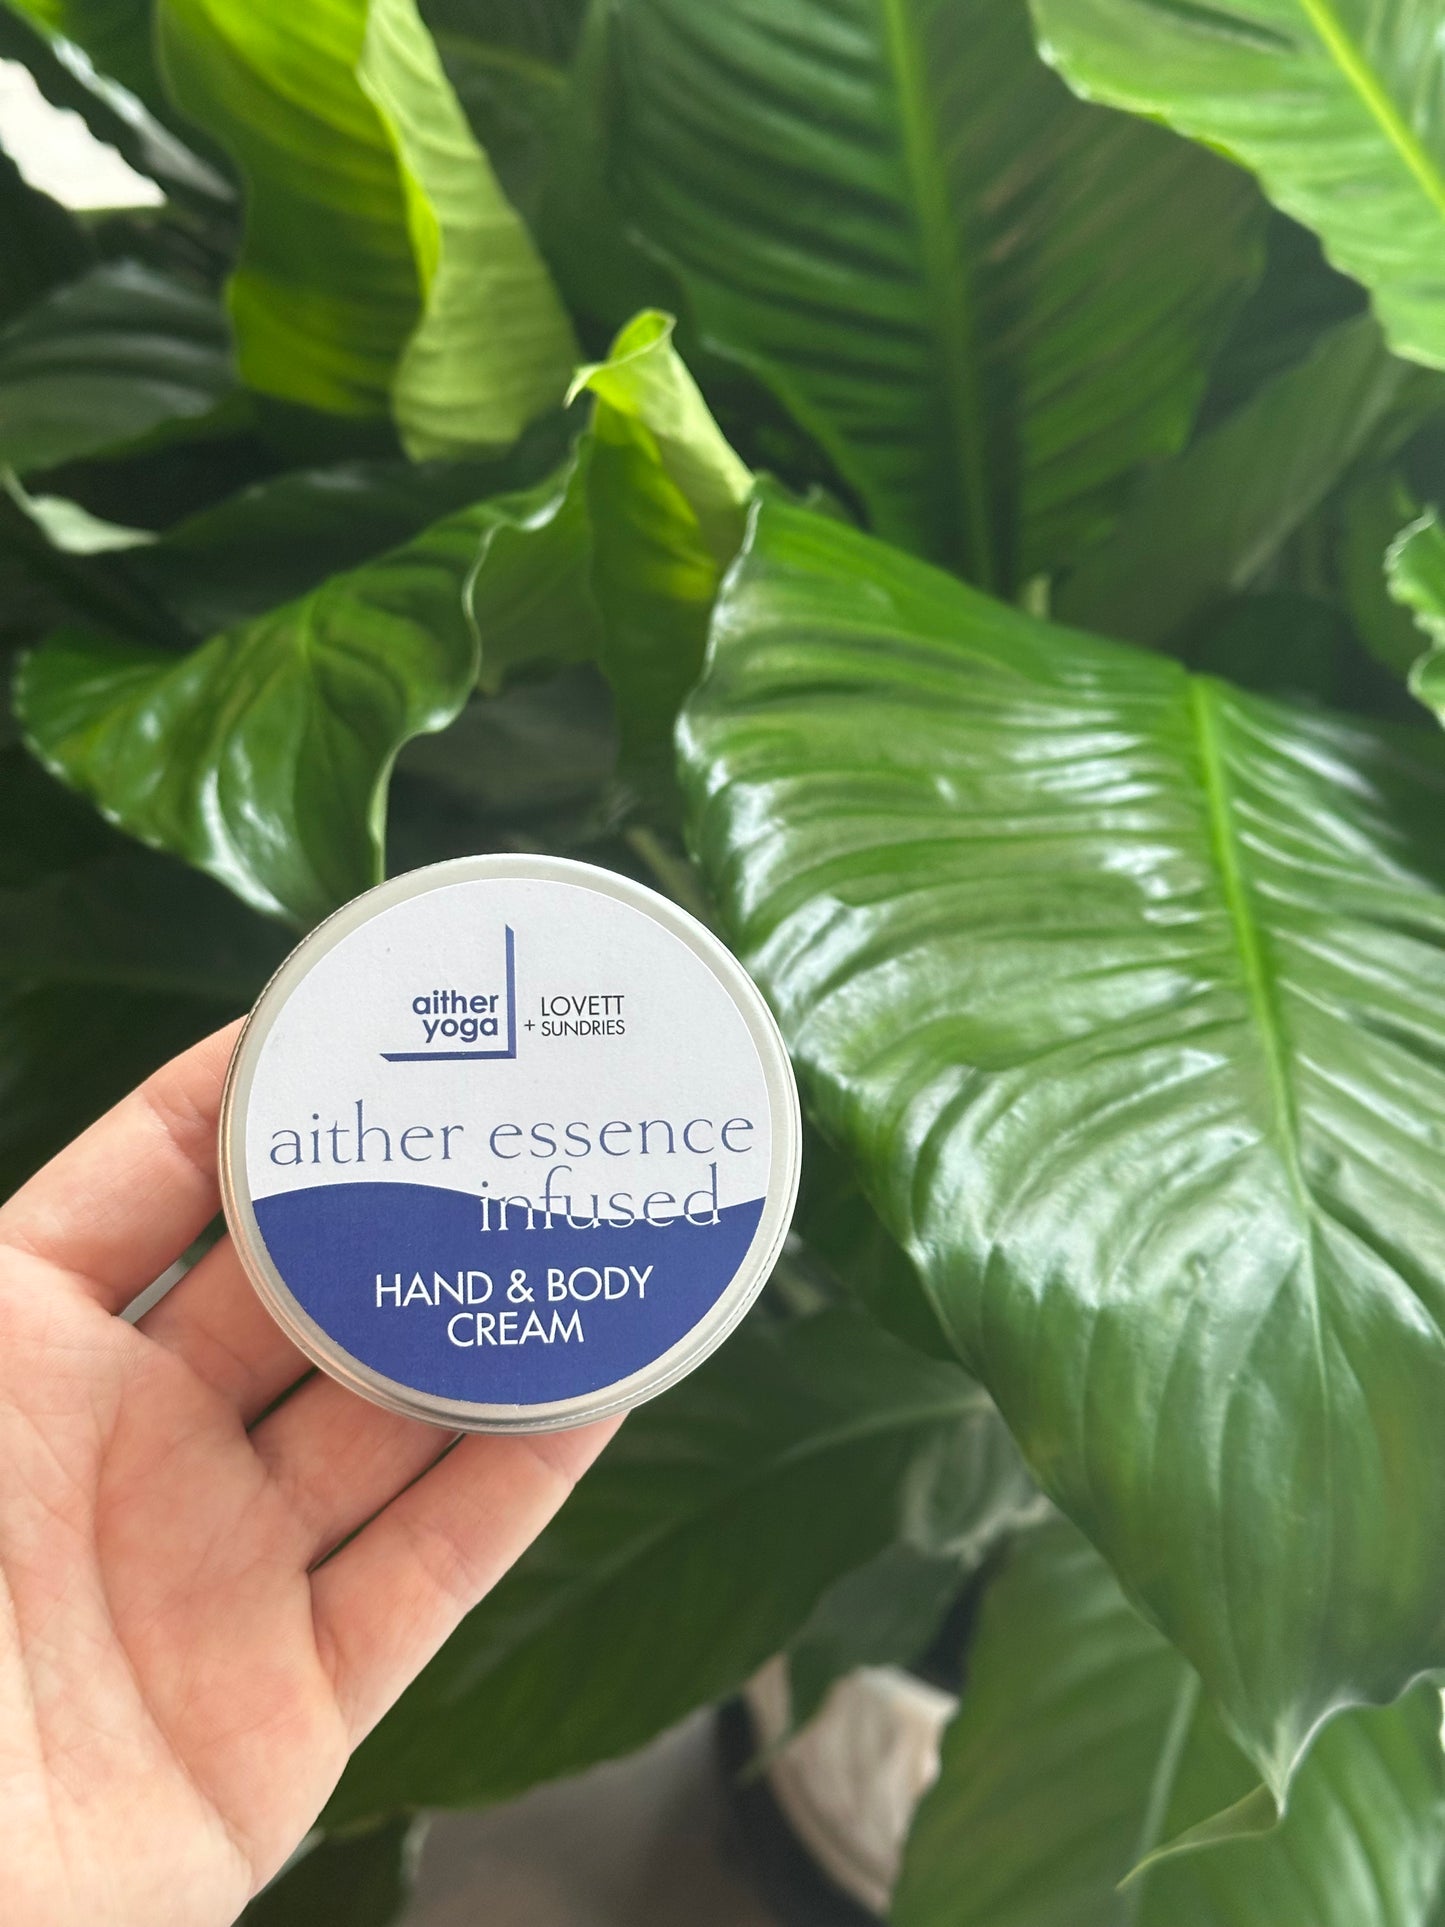 aither
yoga
+ LOVETT
SUNDRIES
aither essence
infused
HAND & BODY
CREAM